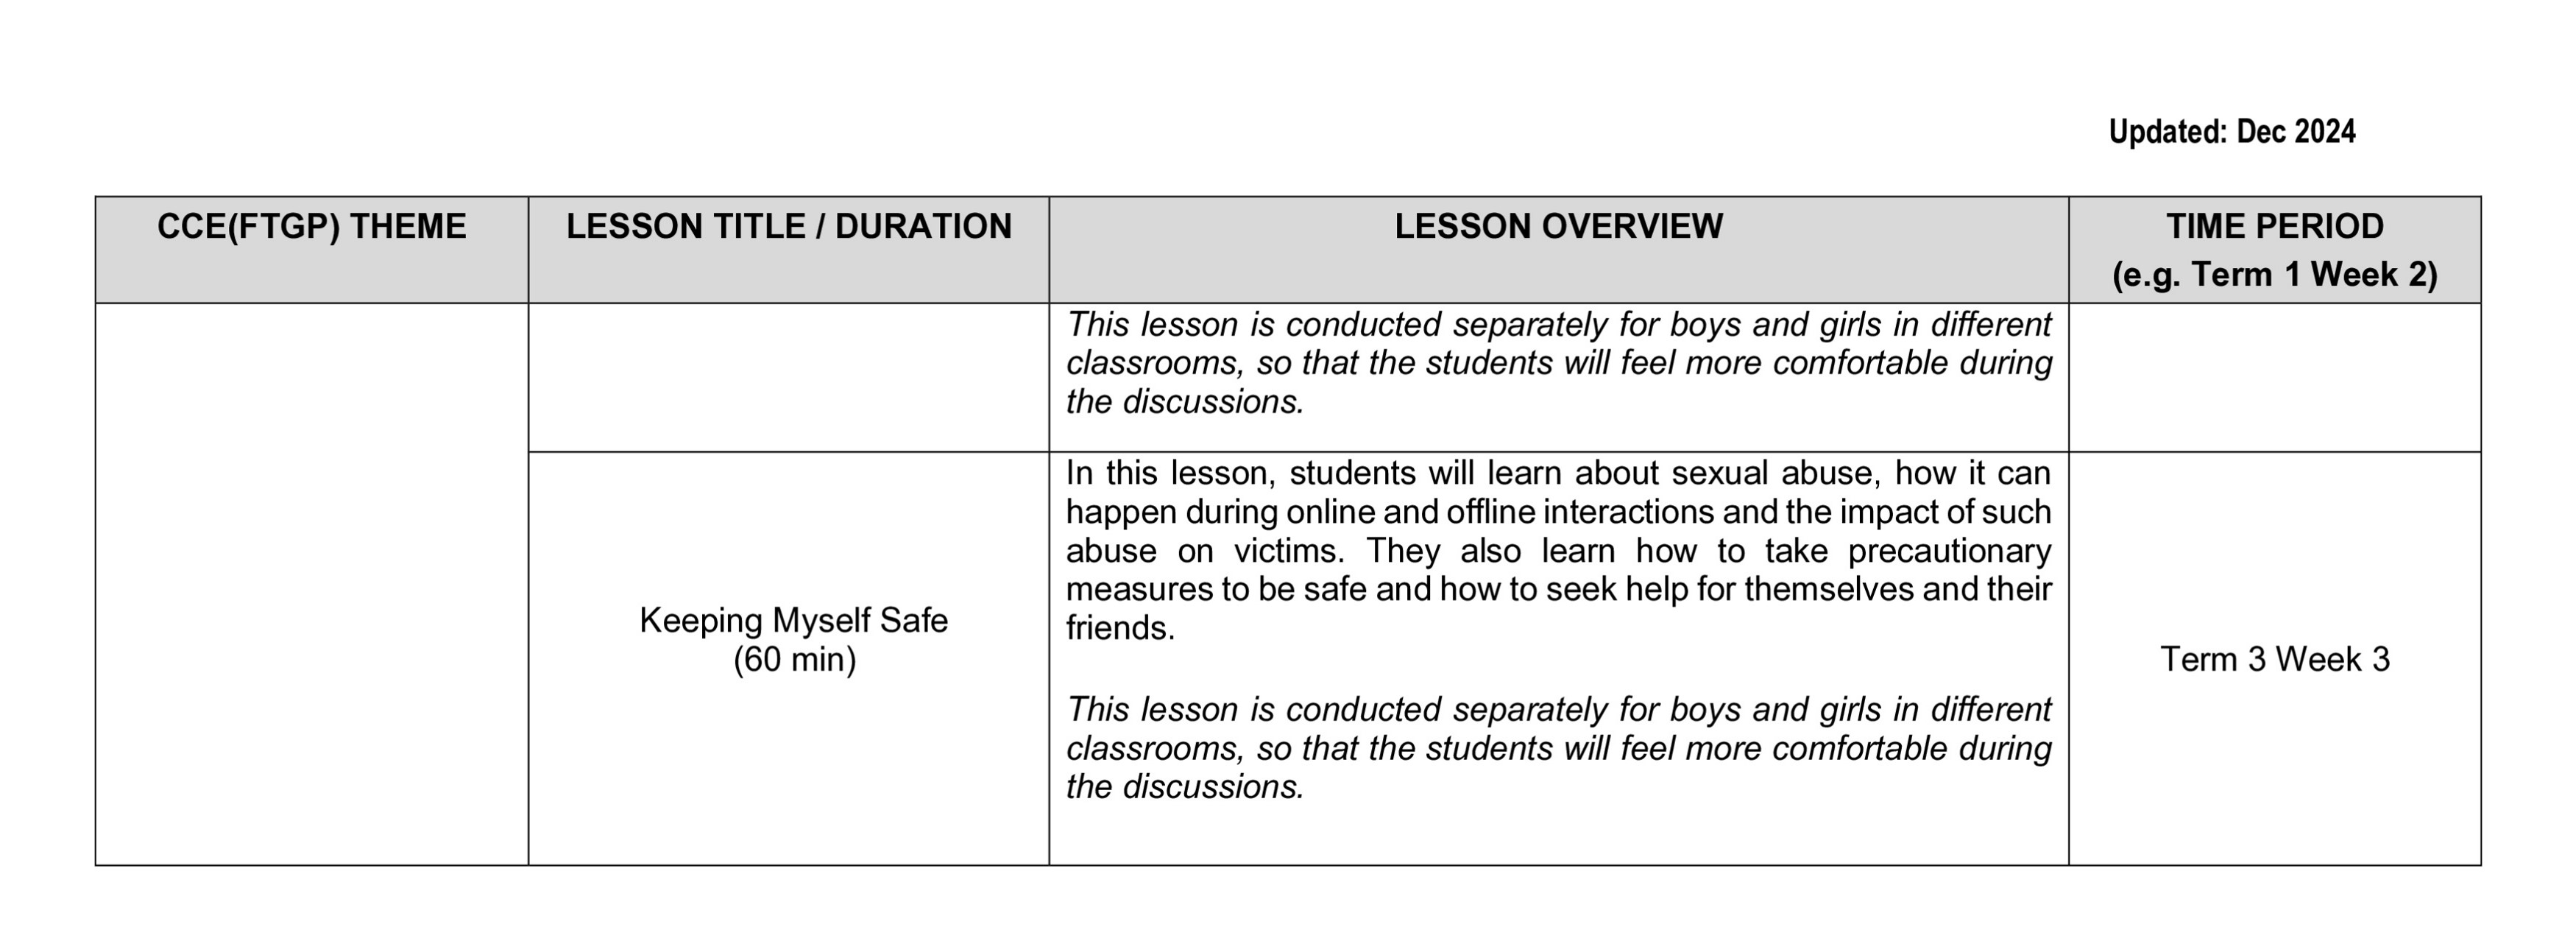 Updated: Dec 2024
CCE(FTGP) THEME
LESSON TITLE / DURATION
LESSON OVERVIEW
TIME PERIOD
(e.g. Term 1 Week 2)
This lesson is conducted separately for boys and girls in different
classrooms, so that the students will feel more comfortable during
the discussions.
Keeping Myself Safe
(60 min)
In this lesson, students will learn about sexual abuse, how it can
happen during online and offline interactions and the impact of such
abuse on victims. They also learn how to take precautionary
measures to be safe and how to seek help for themselves and their
friends.
This lesson is conducted separately for boys and girls in different
classrooms, so that the students will feel more comfortable during
the discussions.
Term 3 Week 3